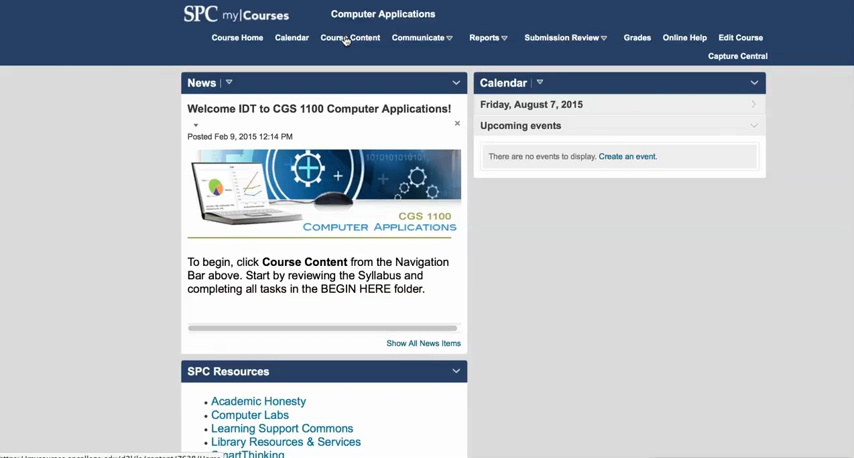 SPC my|Courses
Computer Applications
Course Home Calendar Course Content Communicate Reports Submission Review Grades Online Help Edit Course
Capture Central
News
Welcome IDT to CGS 1100 Computer Applications!
Posted Feb 9, 2015 12:14 PM
CGS 1100
COMPUTER APPLICATIONS
To begin, click Course Content from the Navigation
Bar above. Start by reviewing the Syllabus and
completing all tasks in the BEGIN HERE folder.
Show All News Items
Calendar
Friday, August 7, 2015
Upcoming events
There are no events to display. Create an event.
SPC Resources
Academic Honesty
Computer Labs
Learning Support Commons
Library Resources & Services
SmartThinking